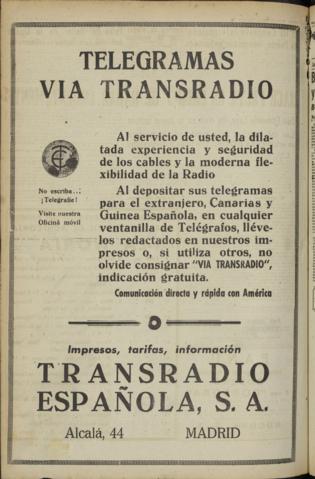 TELEGRAMAS
VIA TRANSRADIO
Al servicio de usted, la dila-
tada experiencia y seguridad
de los cables y la moderna fle-
xibilidad de la Radio
No escriba...
¡Telegrafíe!
Visite nuestra
Oficina móvil
Al depositar sus telegramas
para el extranjero, Canarias y
Guinea Española, en cualquier
ventanilla de Telégrafos, lléve-
los redactados en nuestros im-
presos o, si utiliza otros, no
olvide consignar "VIA TRANSRADIO",
indicación gratuita.
Comunicación directa y rápida con América
Impresos, tarifas, información
TRANSRADIO
ESPAÑOLA, S. A.
Alcalá, 44 MADRID